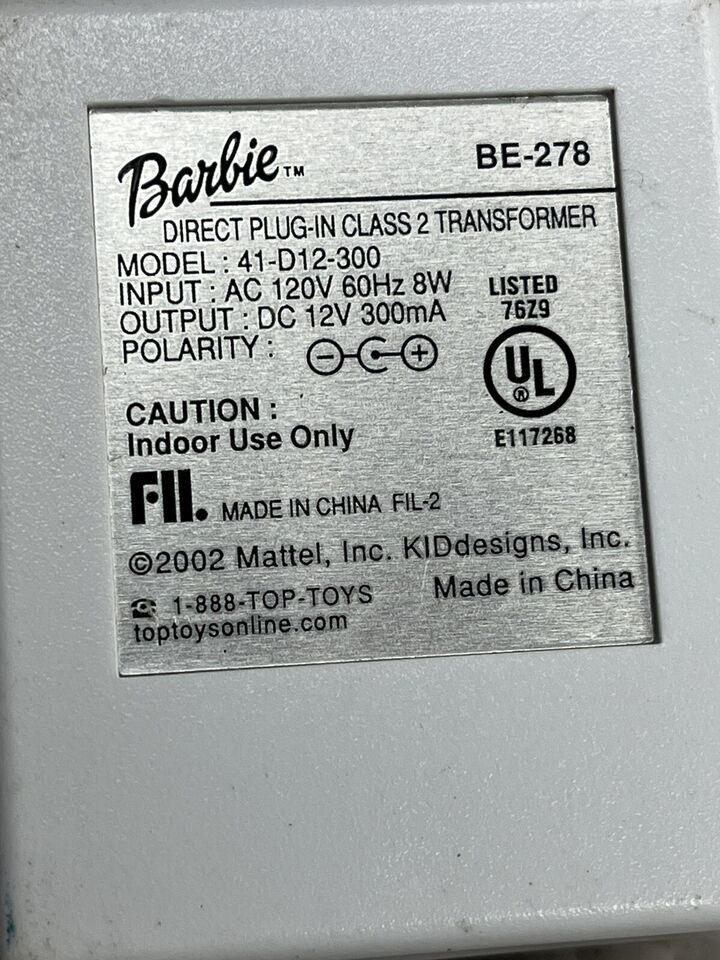 Barbie™ BE-278
DIRECT PLUG-IN CLASS 2 TRANSFORMER
MODEL : 41-D12-300
INPUT : AC 120V 60Hz 8W
OUTPUT : DC 12V 300mA
POLARITY :
LISTED
76Z9
UL®
E117268
CAUTION :
Indoor Use Only
FII. MADE IN CHINA FIL-2
©2002 Mattel, Inc. KIDdesigns, Inc.
☎ 1-888-TOP-TOYS Made in China
toptoysonline.com